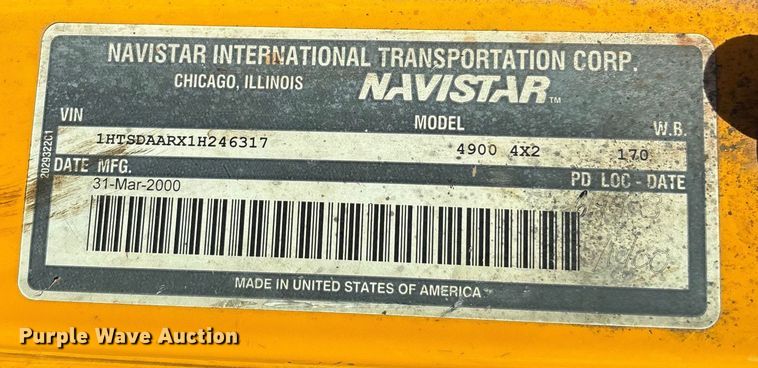 NAVISTAR INTERNATIONAL TRANSPORTATION CORP.
CHICAGO, ILLINOIS NAVISTAR TM
VIN MODEL W.B.
1HTSDAARX1H246317 4900 4X2 170
DATE MFG. PD LOC - DATE
31-Mar-2000
2029322C1
MADE IN UNITED STATES OF AMERICA
Purple Wave Auction